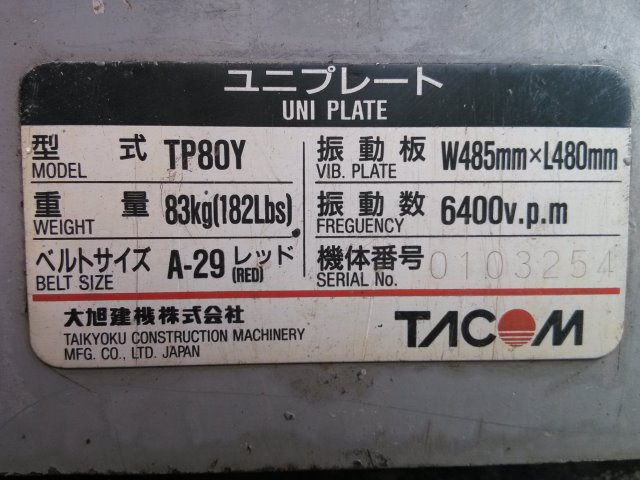 ユニプレート
UNI PLATE
型式 TP80Y
MODEL
振動板 W485mm×L480mm
VIB. PLATE
重量 83kg(182Lbs)
WEIGHT
振動数 6400v.p.m
FREGUENCY
ベルトサイズ A-29 レッド
BELT SIZE (RED)
機体番号 0103254
SERIAL No.
大旭建機株式会社
TAIKYOKU CONSTRUCTION MACHINERY
MFG. CO., LTD. JAPAN
TACOM